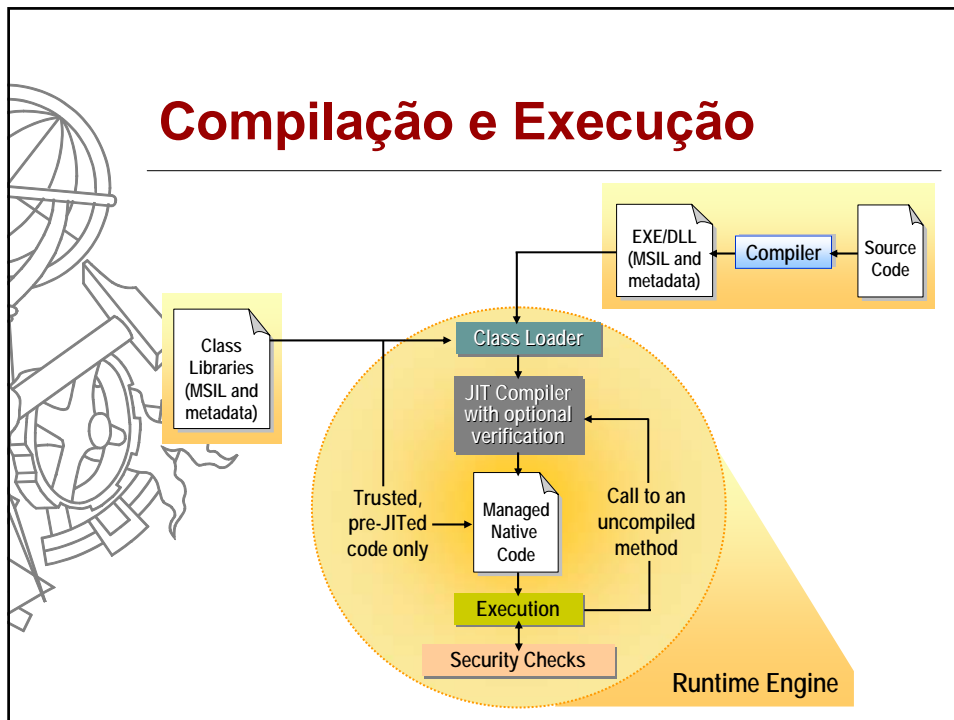 Compilação e Execução
EXE/DLL
(MSIL and
metadata)
Compiler
Source
Code
Class
Libraries
(MSIL and
metadata)
Class Loader
JIT Compiler
with optional
verification
Trusted,
pre-JITed
code only
Managed
Native
Code
Call to an
uncompiled
method
Execution
Security Checks
Runtime Engine